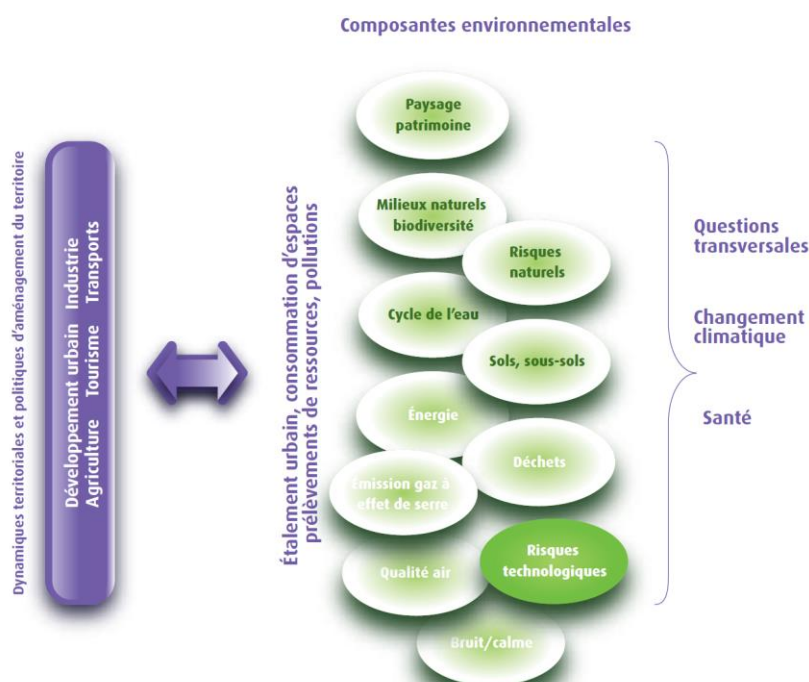 Composantes environnementales
Dynamiques territoriales et politiques d'aménagement du territoire
Développement urbain Industrie
Agriculture Tourisme Transports
Étalement urbain, consommation d'espaces
prélèvements de ressources, pollutions
Paysage
patrimoine
Milieux naturels
biodiversité
Risques
naturels
Cycle de l'eau
Sols, sous-sols
Énergie
Déchets
Émission gaz à
effet de serre
Risques
technologiques
Qualité air
Bruit/calme
Questions
transversales
Changement
climatique
Santé